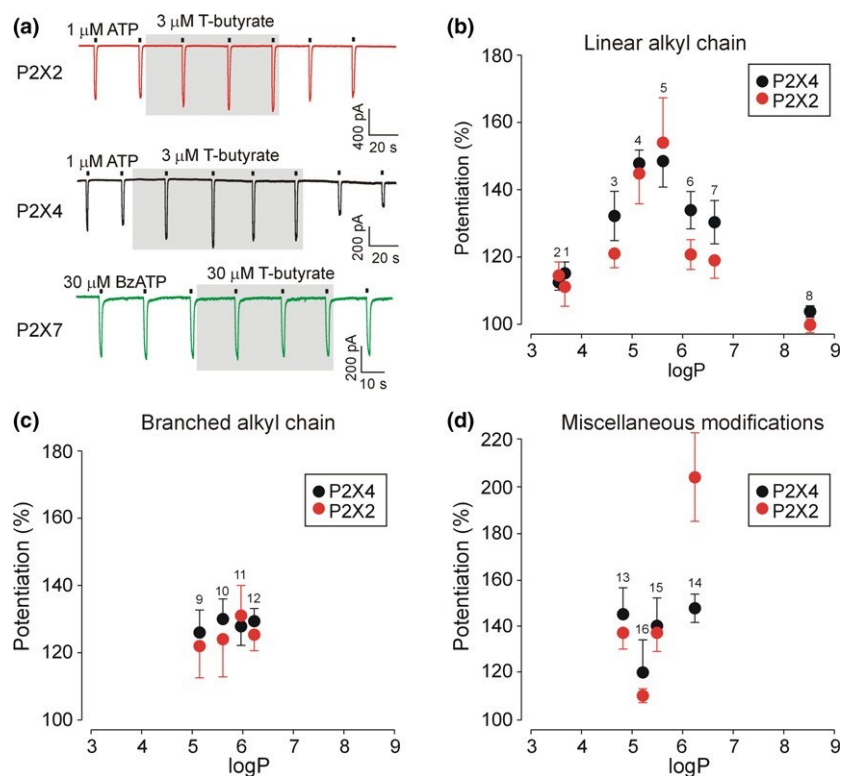 (a)
3 μM T-butyrate
1 μM ATP
P2X2
400 pA
20 s
3 μM T-butyrate
1 μM ATP
P2X4
200 pA
20 s
30 μM BzATP
30 μM T-butyrate
P2X7
200 pA
10 s
(b)
Linear alkyl chain
P2X4
P2X2
Potentiation (%)
180
160
140
120
100
21
3
4
5
6
7
8
3 4 5 6 7 8 9
logP
(c)
Branched alkyl chain
P2X4
P2X2
Potentiation (%)
180
160
140
120
100
9
10
11
12
3 4 5 6 7 8 9
logP
(d)
Miscellaneous modifications
P2X4
P2X2
Potentiation (%)
220
200
180
160
140
120
100
13
16
15
14
3 4 5 6 7 8 9
logP